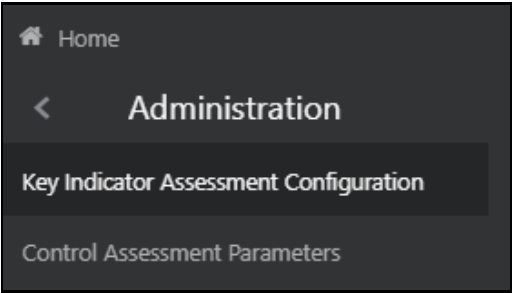 Home
Administration
Key Indicator Assessment Configuration
Control Assessment Parameters